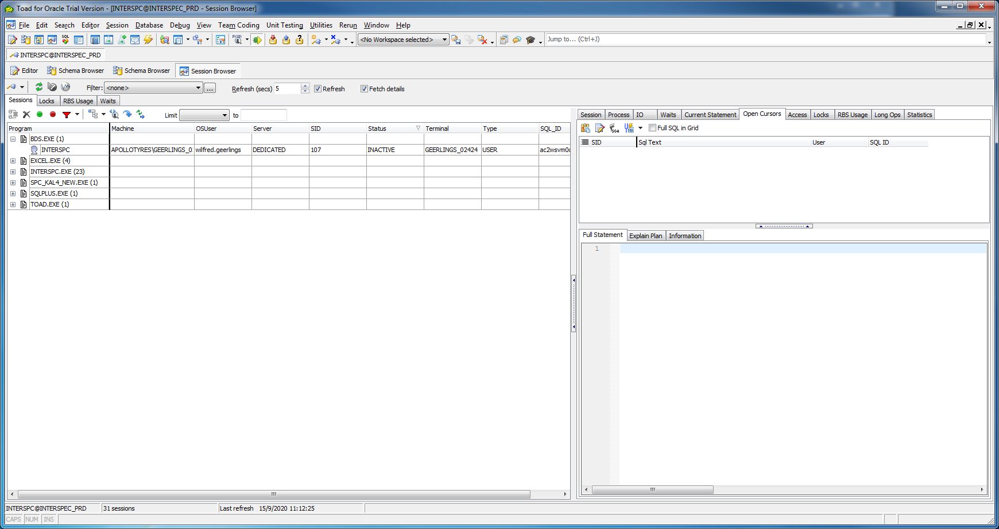 Toad for Oracle Trial Version - [INTERSPC@INTERSPEC_PRD - Session Browser]
File Edit Search Editor Session Database Debug View Team Coding Unit Testing Utilities Rerun Window Help
SQL <No Workspace selected> Jump to... (Ctrl+J)
INTERSPC@INTERSPEC_PRD
Editor Schema Browser Schema Browser Session Browser
Filter: <none> ... Refresh (secs) 5 Refresh Fetch details
Sessions Locks RBS Usage Waits
Limit to
Program Machine OSUser Server SID Status Terminal Type SQL_ID
BDS.EXE (1)
INTERSPC APOLLOTYRES\GEERLINGS_0 wilfred.geerlings DEDICATED 107 INACTIVE GEERLINGS_02424 USER ac2wsvm0
EXCEL.EXE (4)
INTERSPC.EXE (23)
SPC_KAL4_NEW.EXE (1)
SQLPLUS.EXE (1)
TOAD.EXE (1)
Session Process IO Waits Current Statement Open Cursors Access Locks RBS Usage Long Ops Statistics
SGA SQL Full SQL in Grid
SID Sql Text User SQL ID
Full Statement Explain Plan Information
1
INTERSPC@INTERSPEC_PRD 31 sessions Last refresh 15/9/2020 11:12:25
CAPS NUM INS